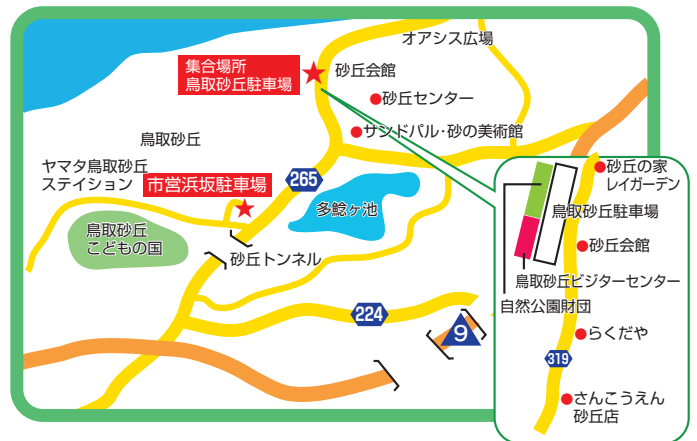 オアシス広場
集合場所
鳥取砂丘駐車場
砂丘会館
砂丘センター
サンドパル・砂の美術館
鳥取砂丘
ヤマタ鳥取砂丘
ステイション
市営浜坂駐車場
265
多鯰ヶ池
鳥取砂丘
こどもの国
砂丘トンネル
224
9
砂丘の家
レイガーデン
鳥取砂丘駐車場
砂丘会館
鳥取砂丘ビジターセンター
自然公園財団
らくだや
319
さんこうえん
砂丘店